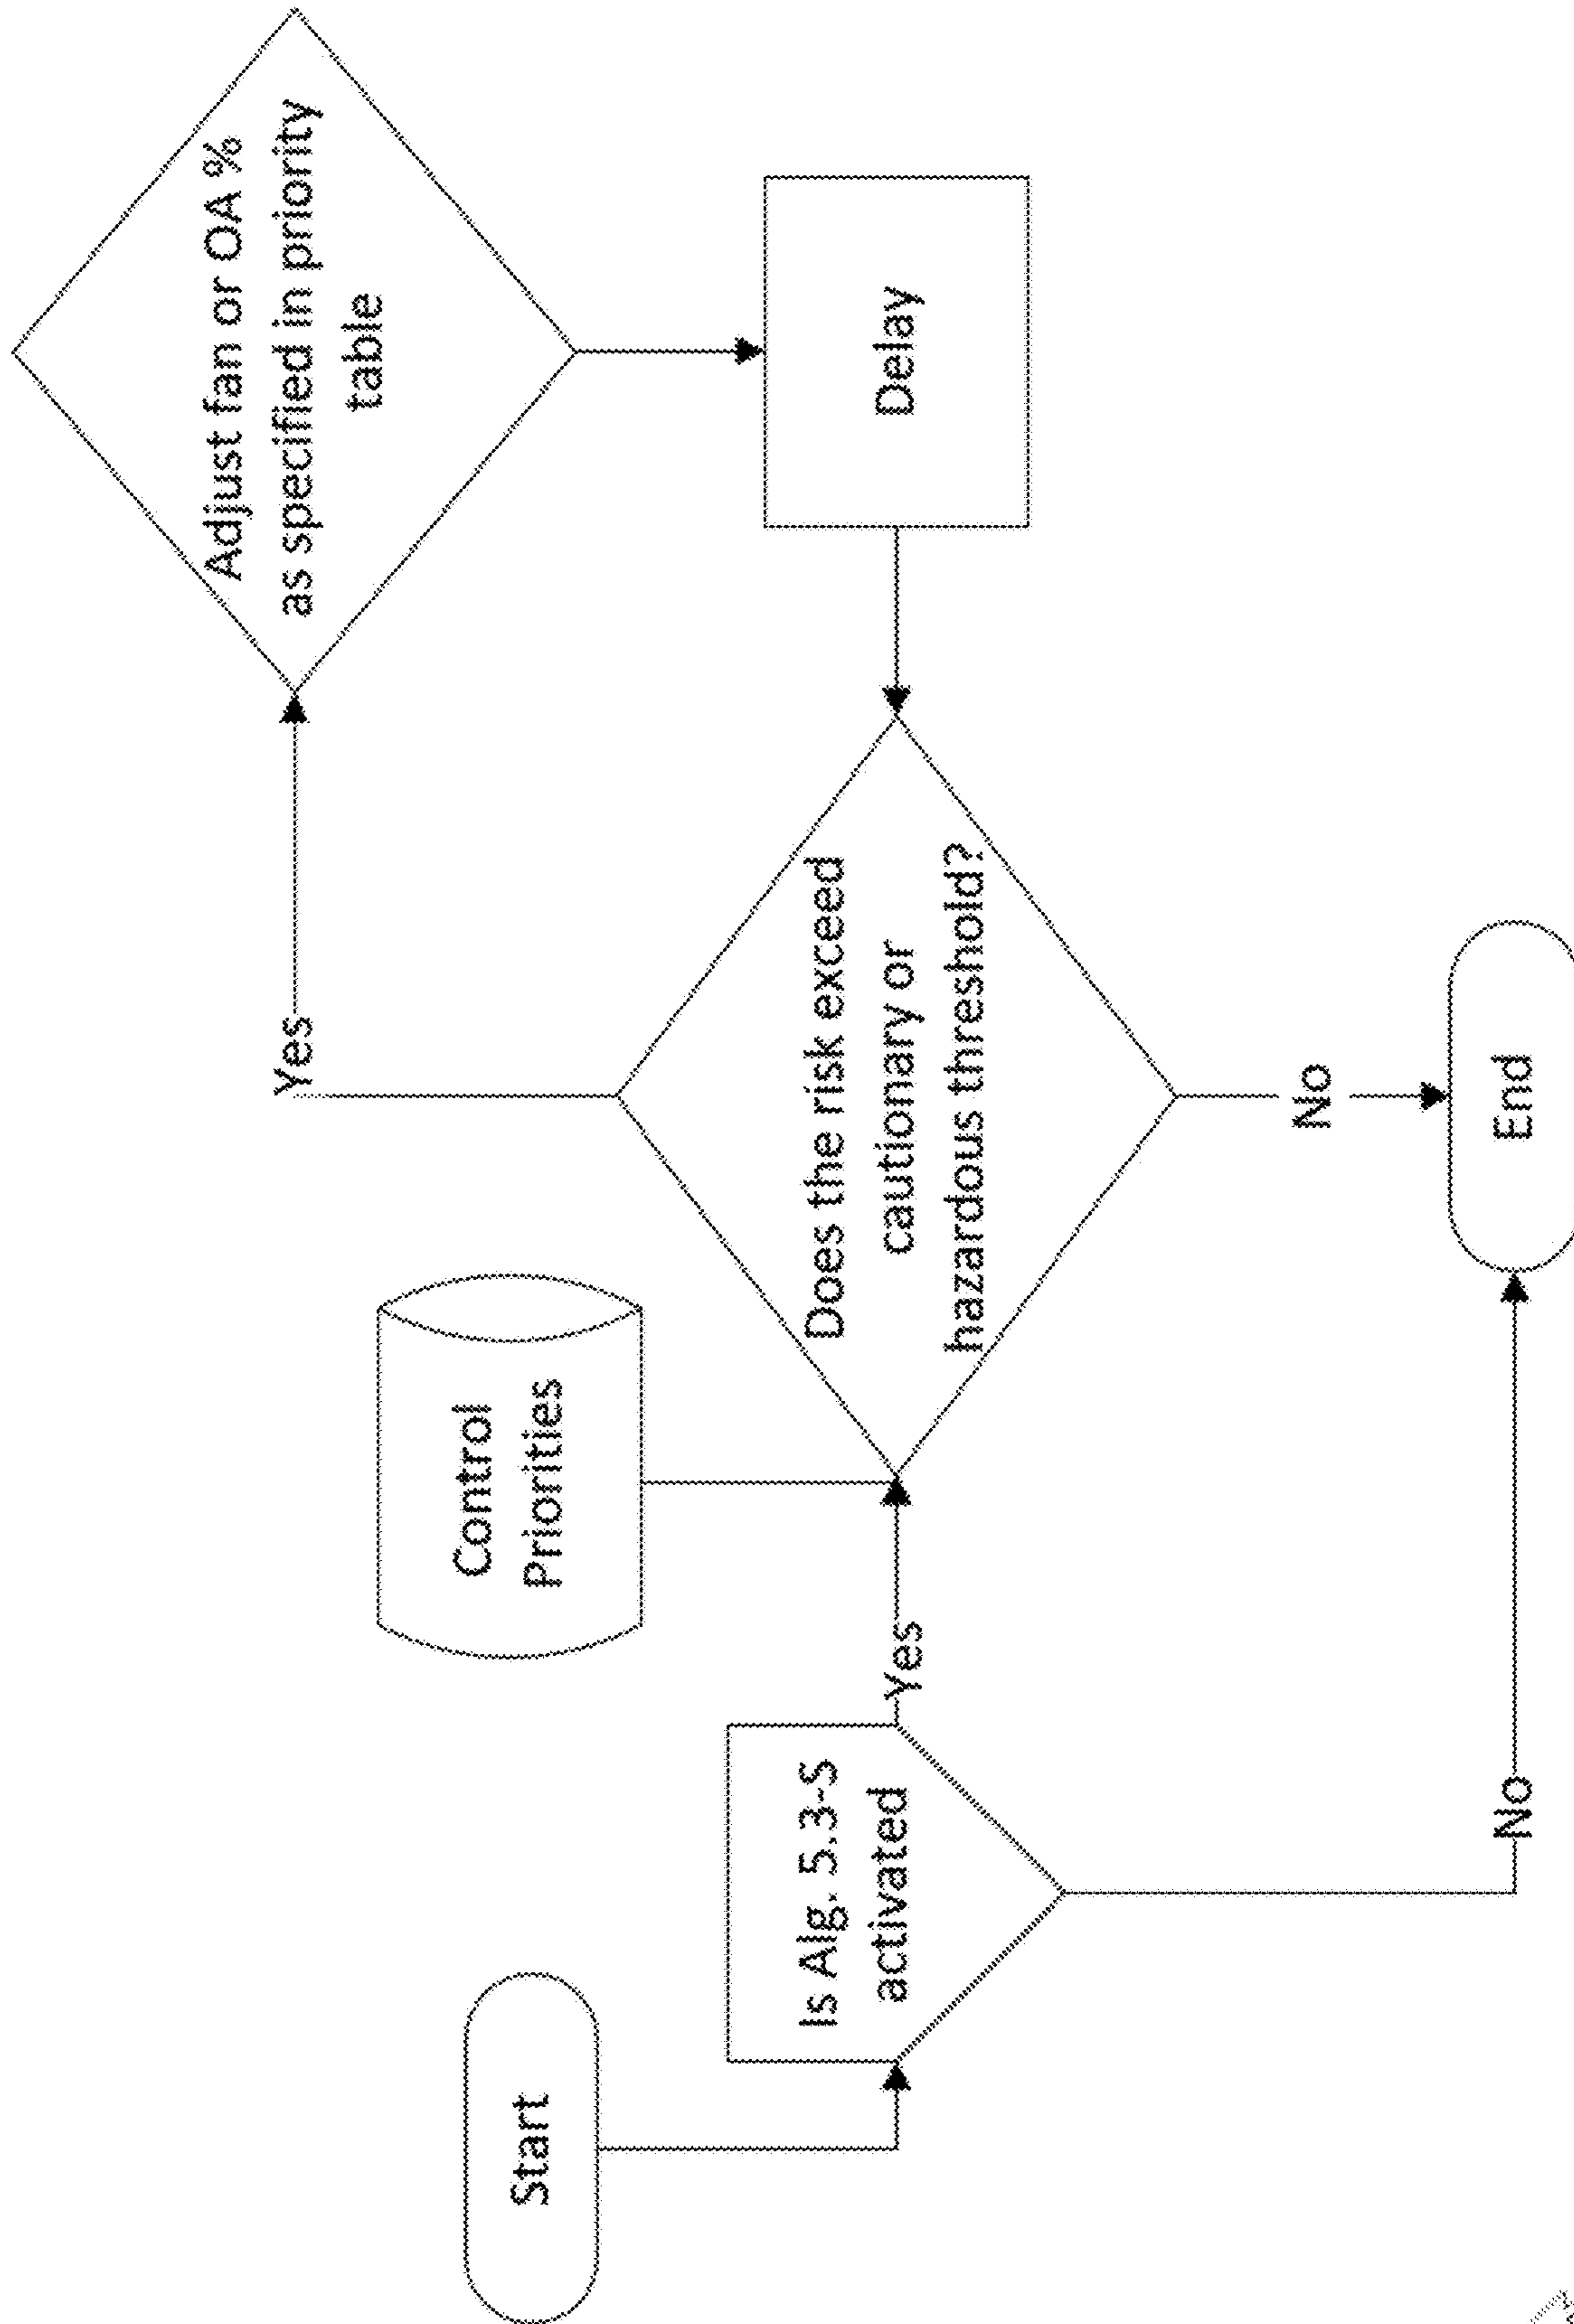 Start
Is Alg. 5.3-S
activated
Yes
No
Control
Priorities
Does the risk exceed
cautionary or
hazardous threshold?
Yes
No
End
Adjust fan or OA %
as specified in priority
table
Delay